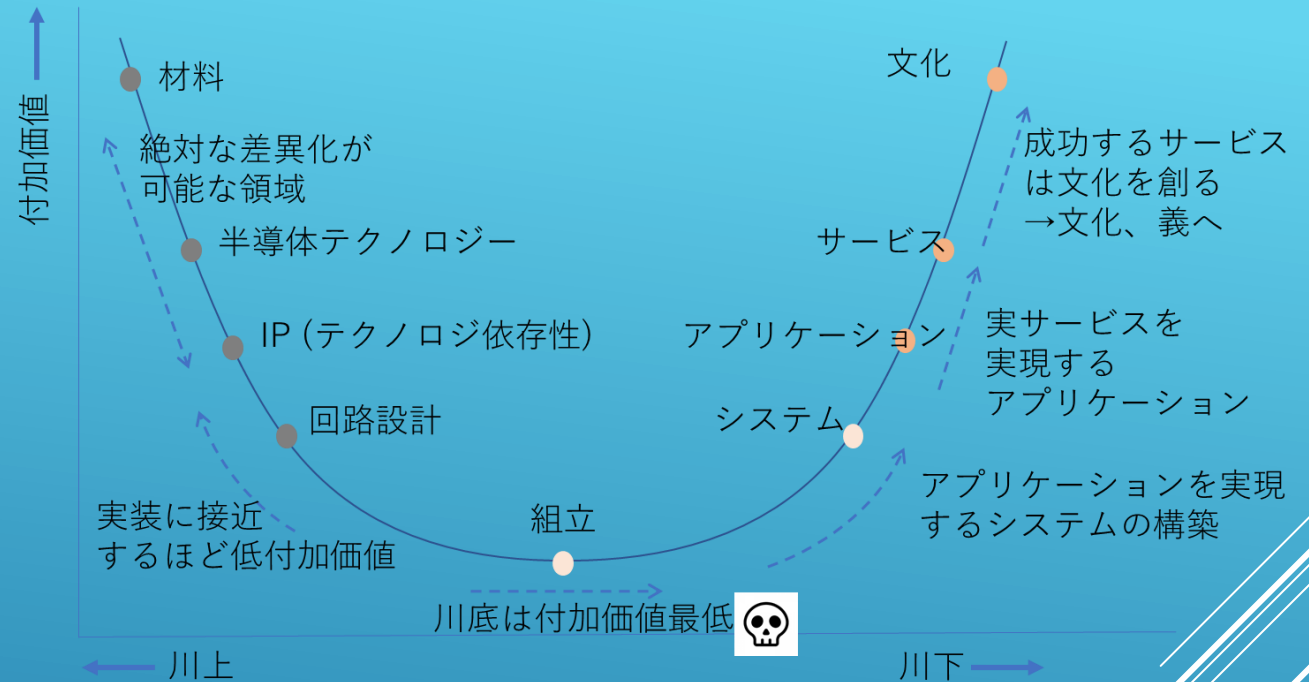 付加価値
材料
絶対な差異化が
可能な領域
半導体テクノロジー
IP (テクノロジ依存性)
回路設計
実装に接近
するほど低付加価値
組立
川底は付加価値最低
文化
成功するサービス
は文化を創る
→文化、義へ
サービス
アプリケーション
実サービスを
実現する
アプリケーション
システム
アプリケーションを実現
するシステムの構築
川上
川下